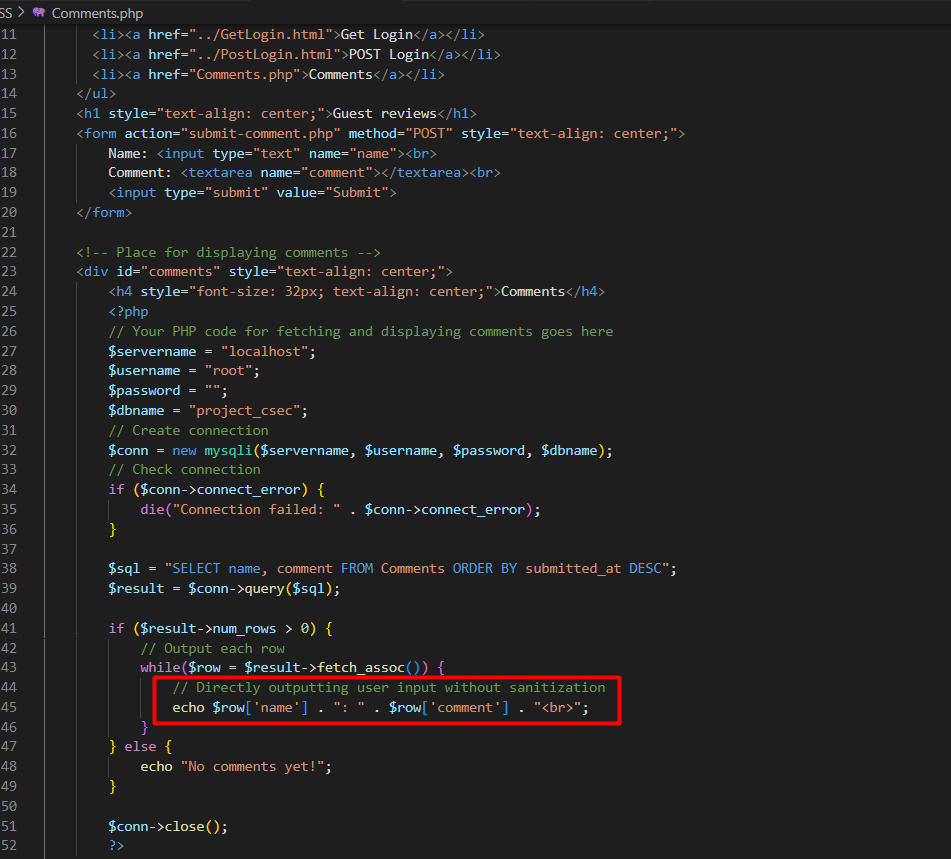 SS > Comments.php
11 <li><a href="../GetLogin.html">Get Login</a></li>
12 <li><a href="../PostLogin.html">POST Login</a></li>
13 <li><a href="Comments.php">Comments</a></li>
14 </ul>
15 <h1 style="text-align: center;">Guest reviews</h1>
16 <form action="submit-comment.php" method="POST" style="text-align: center;">
17 Name: <input type="text" name="name"><br>
18 Comment: <textarea name="comment"></textarea><br>
19 <input type="submit" value="Submit">
20 </form>
21
22 <!-- Place for displaying comments -->
23 <div id="comments" style="text-align: center;">
24 <h4 style="font-size: 32px; text-align: center;">Comments</h4>
25 <?php
26 // Your PHP code for fetching and displaying comments goes here
27 $servername = "localhost";
28 $username = "root";
29 $password = "";
30 $dbname = "project_csec";
31 // Create connection
32 $conn = new mysqli($servername, $username, $password, $dbname);
33 // Check connection
34 if ($conn->connect_error) {
35 die("Connection failed: " . $conn->connect_error);
36 }
37
38 $sql = "SELECT name, comment FROM Comments ORDER BY submitted_at DESC";
39 $result = $conn->query($sql);
40
41 if ($result->num_rows > 0) {
42 // Output each row
43 while($row = $result->fetch_assoc()) {
44 // Directly outputting user input without sanitization
45 echo $row['name'] . ": " . $row['comment'] . "<br>";
46 }
47 } else {
48 echo "No comments yet!";
49 }
50
51 $conn->close();
52 ?>